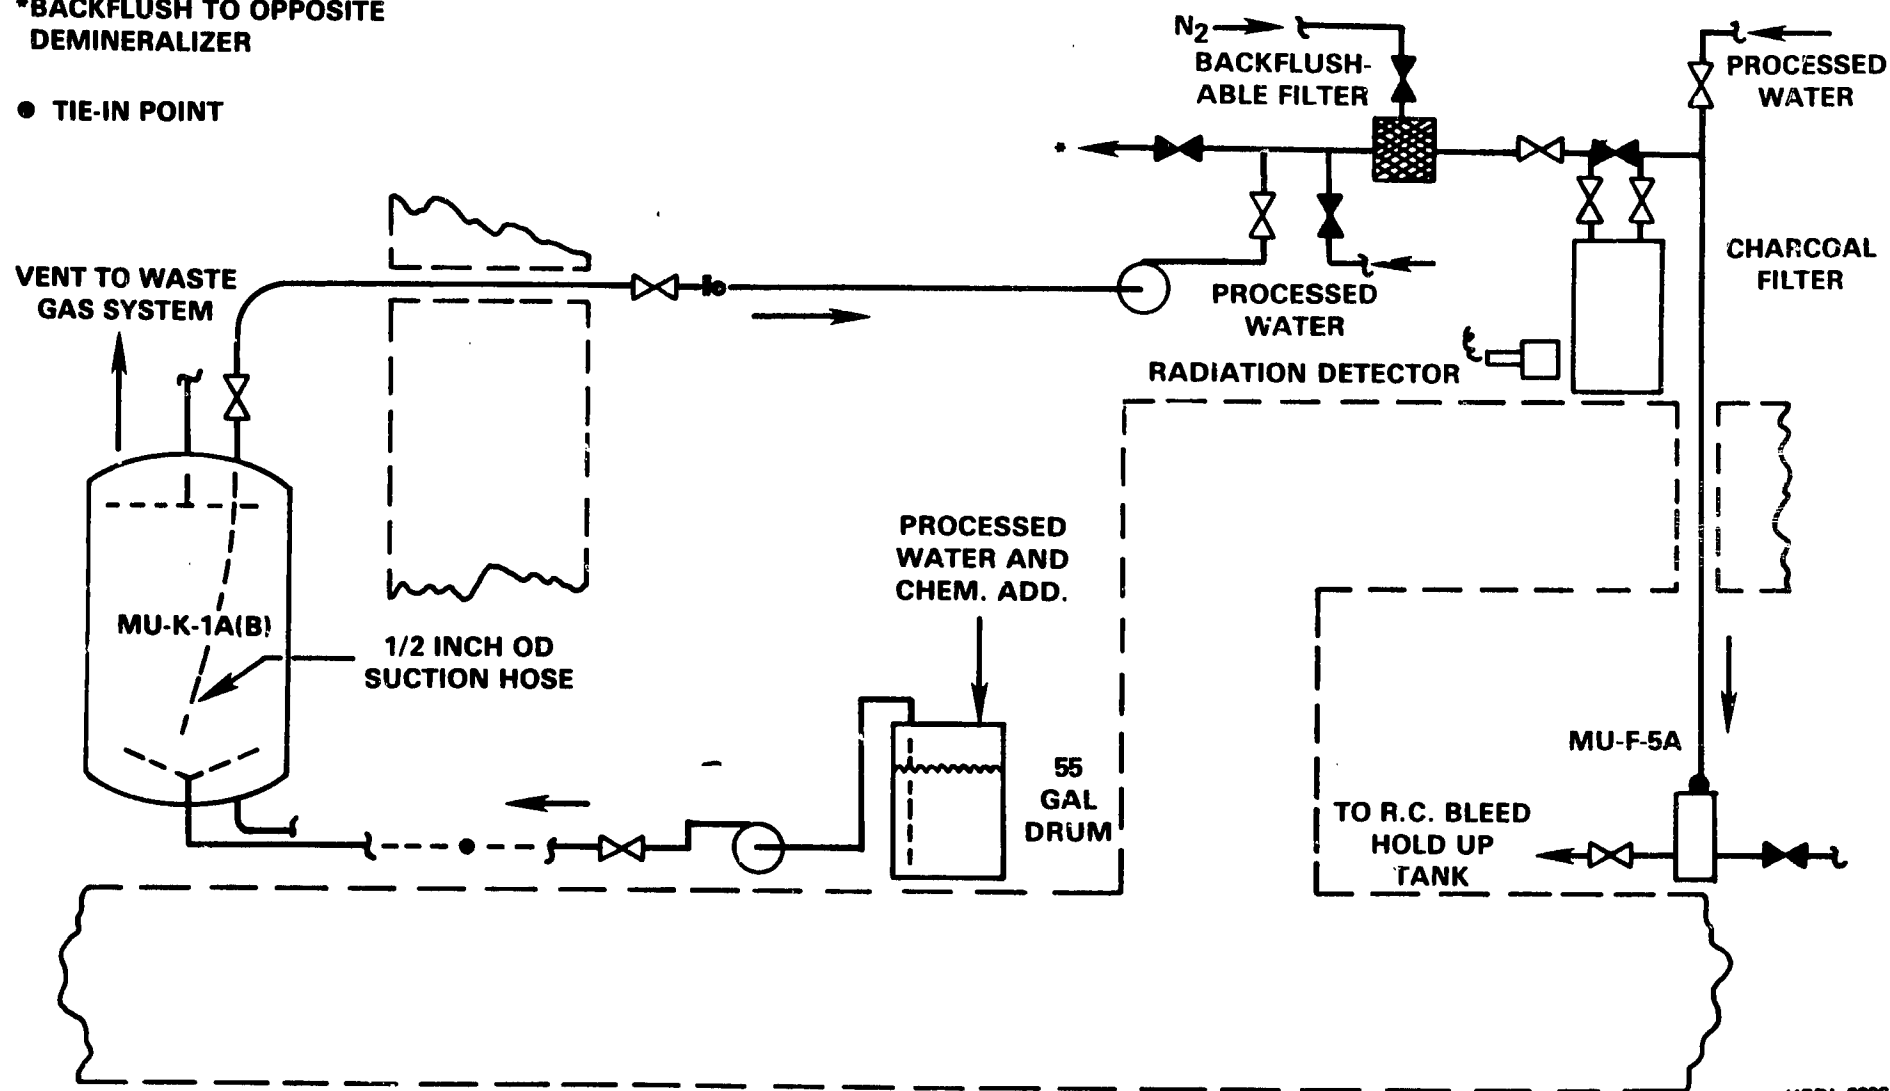 *BACKFLUSH TO OPPOSITE
DEMINERALIZER
● TIE-IN POINT
N2
BACKFLUSH-
ABLE FILTER
PROCESSED
WATER
*
CHARCOAL
FILTER
VENT TO WASTE
GAS SYSTEM
PROCESSED
WATER
RADIATION DETECTOR
PROCESSED
WATER AND
CHEM. ADD.
MU-K-1A(B)
1/2 INCH OD
SUCTION HOSE
MU-F-5A
55
GAL
DRUM
TO R.C. BLEED
HOLD UP
TANK